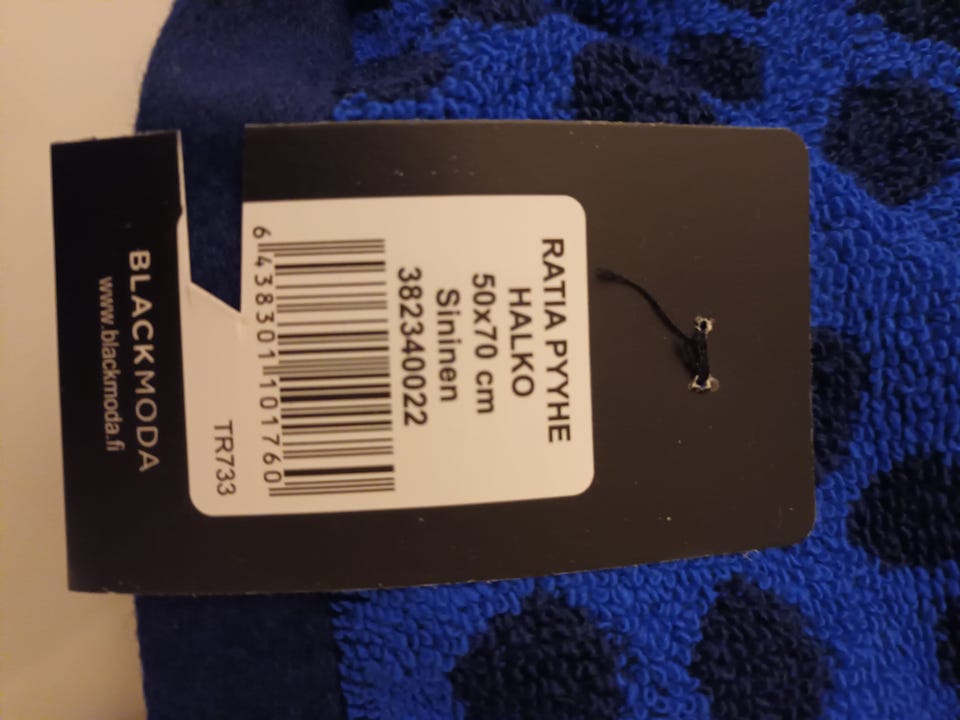 RATIA PYYHE
HALKO
50x70 cm
Sininen
382340022
6 438301 101760
TR733
BLACKMODA
www.blackmoda.fi